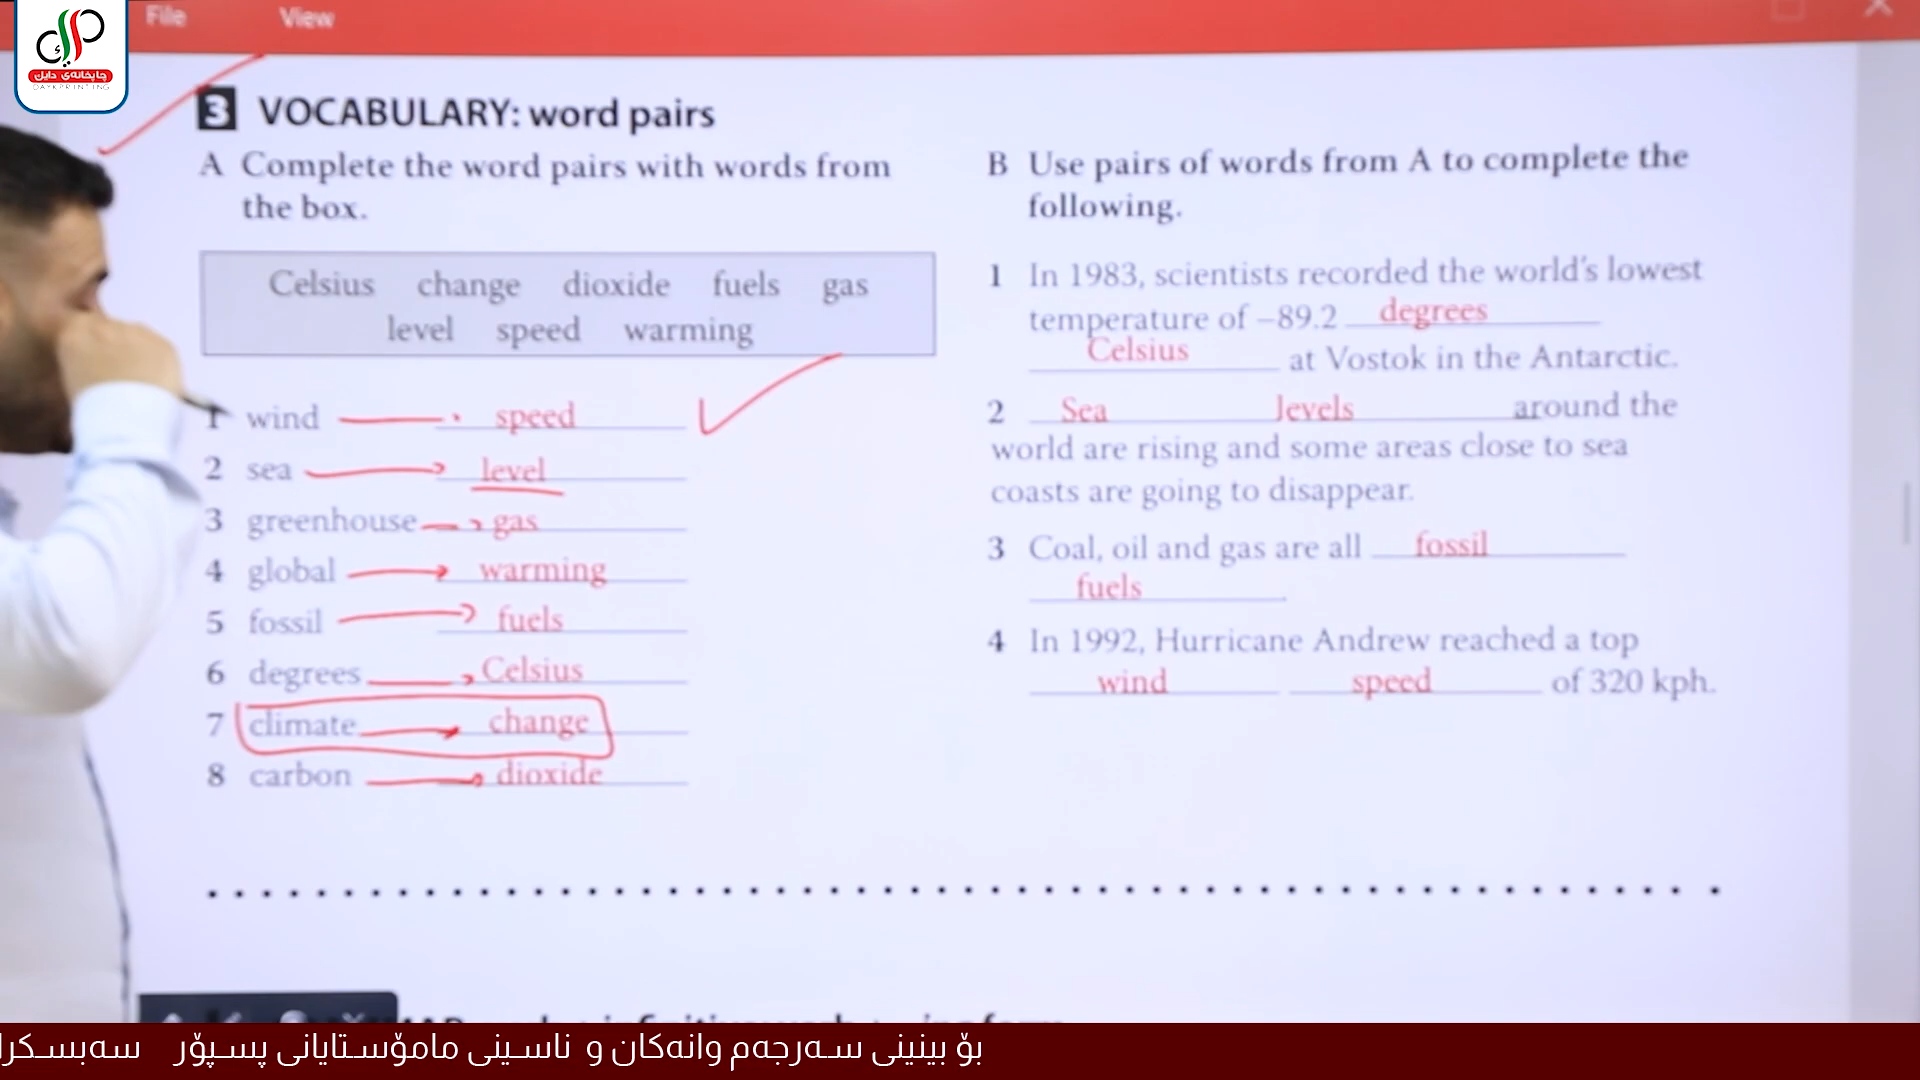 File View
چاپخانەی دایک
DAYKPRINTING
3 VOCABULARY: word pairs
A Complete the word pairs with words from
the box.
Celsius change dioxide fuels gas
level speed warming
1 wind speed
2 sea level
3 greenhouse gas
4 global warming
5 fossil fuels
6 degrees Celsius
7 climate change
8 carbon dioxide
B Use pairs of words from A to complete the
following.
1 In 1983, scientists recorded the world's lowest
temperature of –89.2 degrees
Celsius at Vostok in the Antarctic.
2 Sea levels around the
world are rising and some areas close to sea
coasts are going to disappear.
3 Coal, oil and gas are all fossil
fuels.
4 In 1992, Hurricane Andrew reached a top
wind speed of 320 kph.
بۆ بینینی سەرجەم وانەکان و ناسینی مامۆستایانی پسپۆر